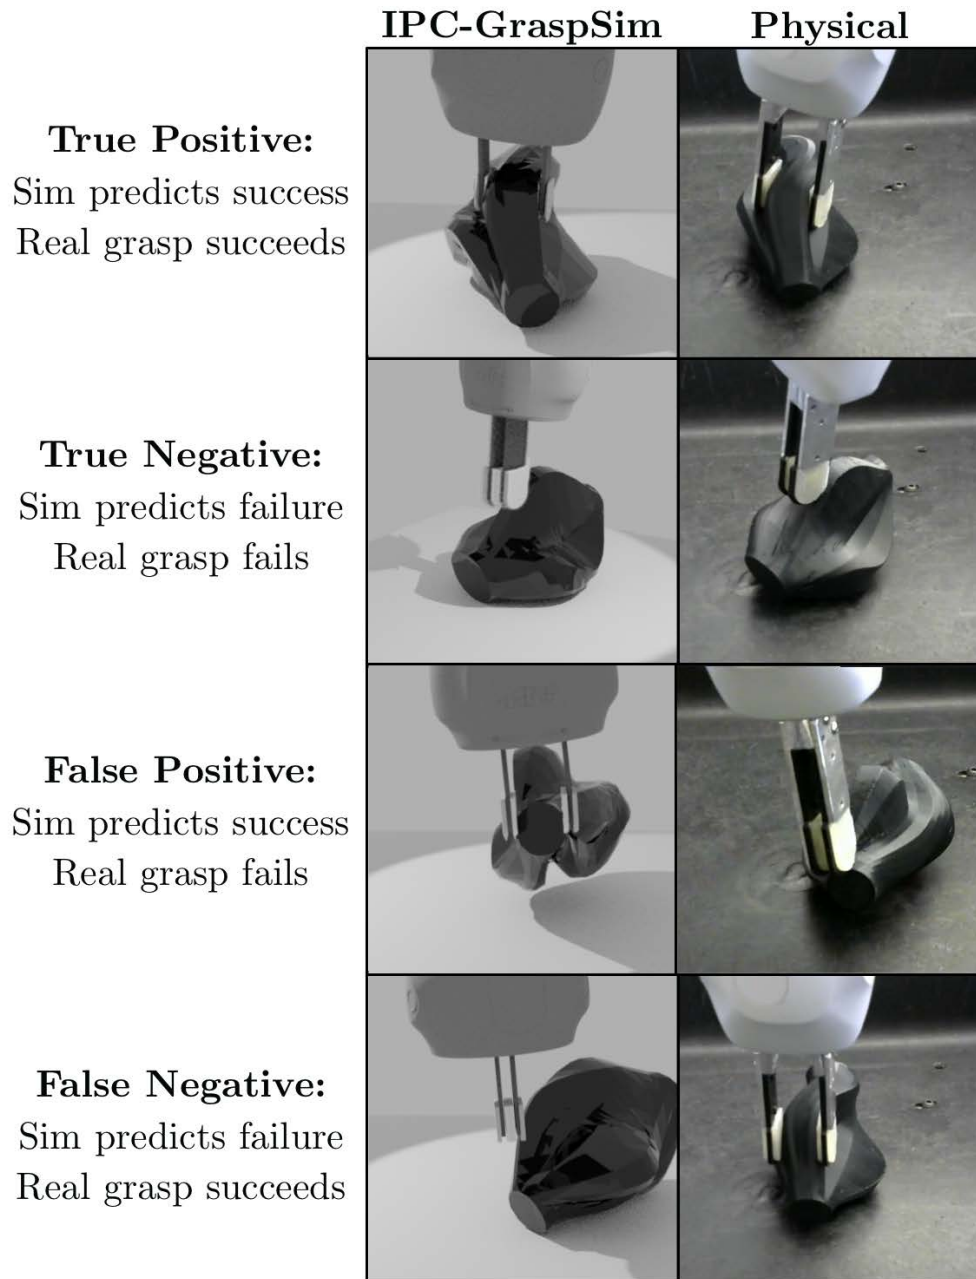 IPC-GraspSim
Physical
True Positive:
Sim predicts success
Real grasp succeeds
True Negative:
Sim predicts failure
Real grasp fails
False Positive:
Sim predicts success
Real grasp fails
False Negative:
Sim predicts failure
Real grasp succeeds